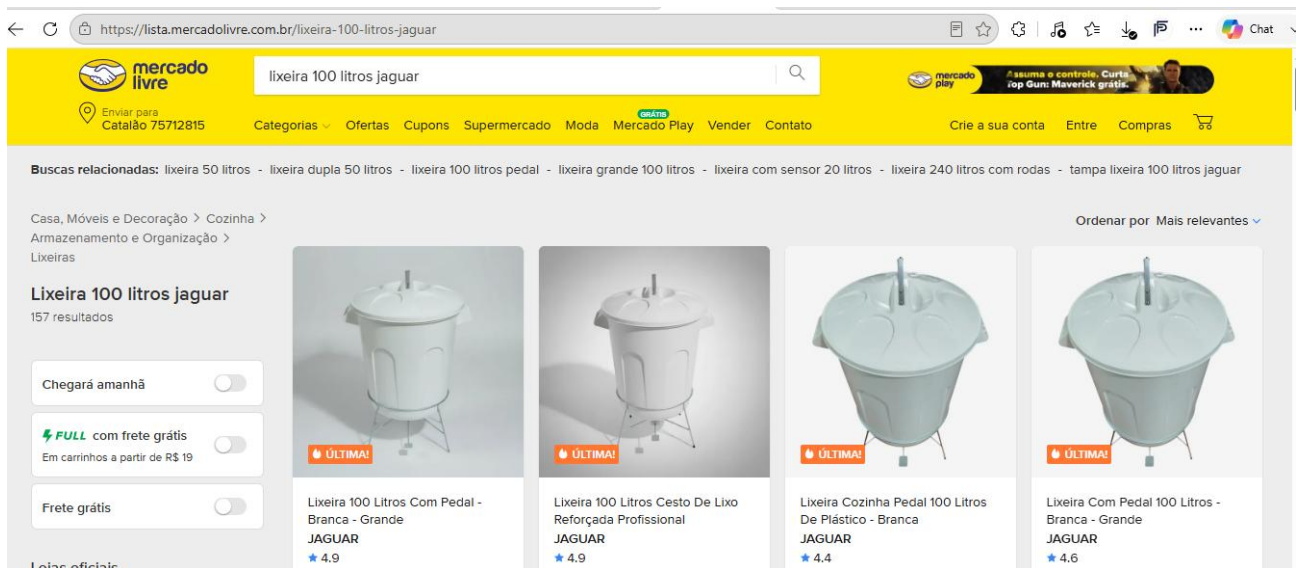 https://lista.mercadolivre.com.br/lixeira-100-litros-jaguar
Chat
mercado
livre
lixeira 100 litros jaguar
mercado
play
Assuma o controle. Curta
Top Gun: Maverick grátis.
Enviar para
Catalão 75712815
Categorias Ofertas Cupons Supermercado Moda GRÁTIS Mercado Play Vender Contato
Crie a sua conta Entre Compras
Buscas relacionadas: lixeira 50 litros - lixeira dupla 50 litros - lixeira 100 litros pedal - lixeira grande 100 litros - lixeira com sensor 20 litros - lixeira 240 litros com rodas - tampa lixeira 100 litros jaguar
Casa, Móveis e Decoração > Cozinha >
Armazenamento e Organização >
Lixeiras
Ordenar por Mais relevantes
Lixeira 100 litros jaguar
157 resultados
Chegará amanhã
FULL com frete grátis
Em carrinhos a partir de R$ 19
Frete grátis
Lojas oficiais
ÚLTIMA!
Lixeira 100 Litros Com Pedal -
Branca - Grande
JAGUAR
4.9
ÚLTIMA!
Lixeira 100 Litros Cesto De Lixo
Reforçada Profissional
JAGUAR
4.9
ÚLTIMA!
Lixeira Cozinha Pedal 100 Litros
De Plástico - Branca
JAGUAR
4.4
ÚLTIMA!
Lixeira Com Pedal 100 Litros -
Branca - Grande
JAGUAR
4.6